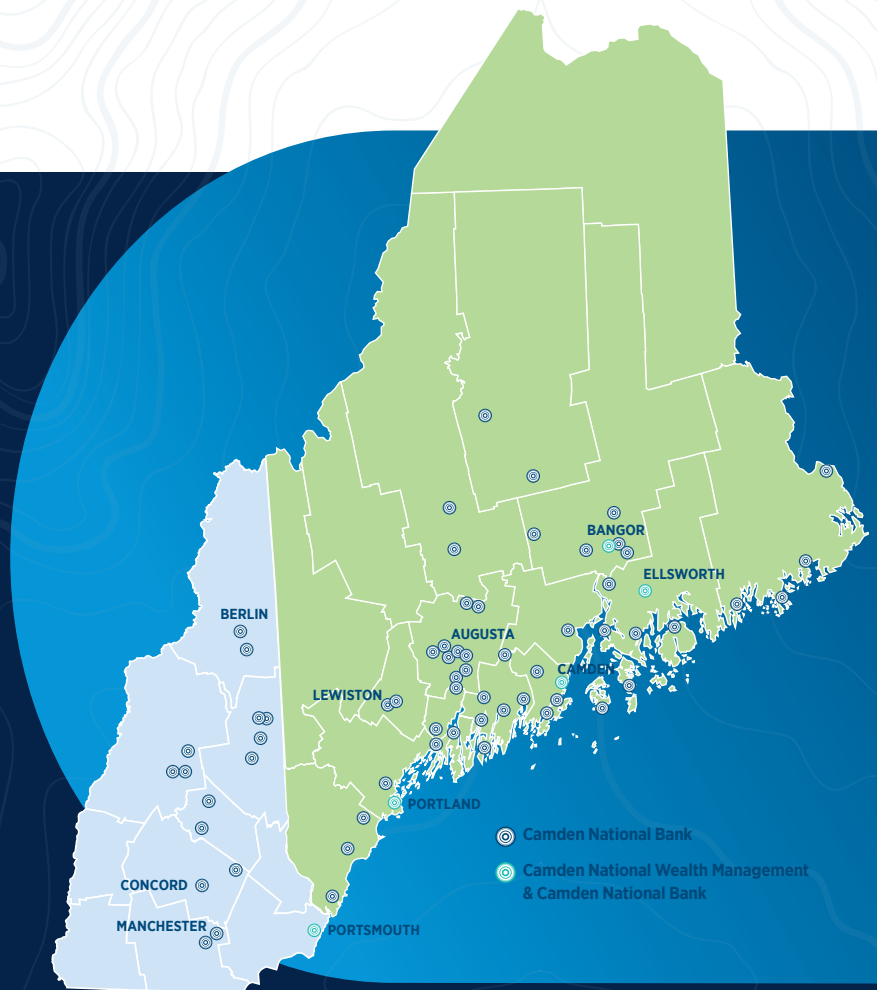 BANGOR
ELLSWORTH
BERLIN
AUGUSTA
CAMDEN
LEWISTON
PORTLAND
Camden National Bank
Camden National Wealth Management
& Camden National Bank
CONCORD
MANCHESTER
PORTSMOUTH